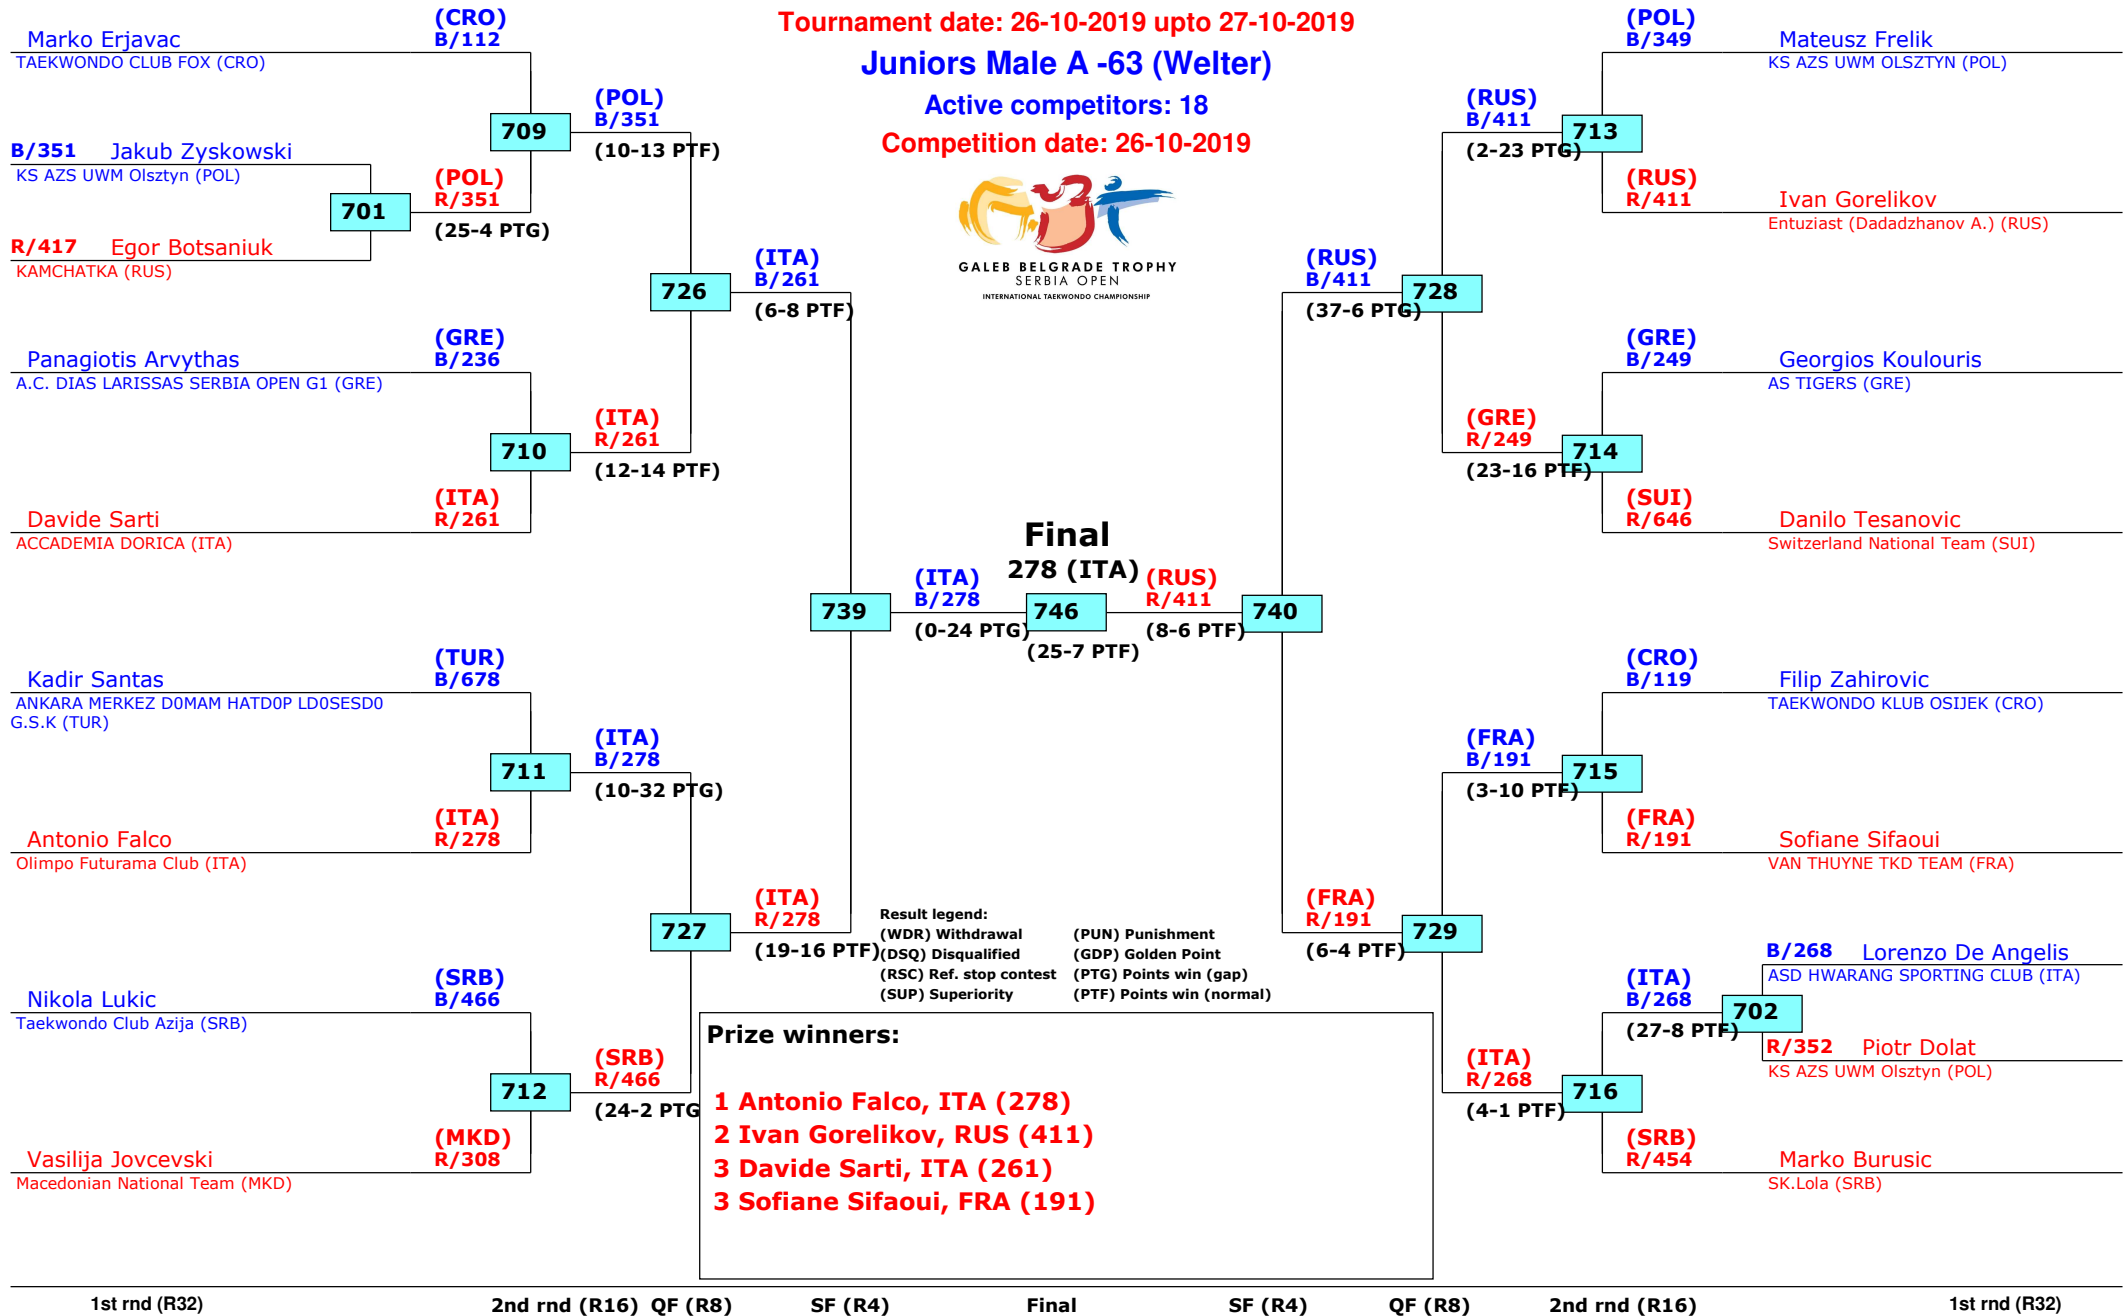 Tournament date: 26-10-2019 upto 27-10-2019
Juniors Male A -63 (Welter)
Active competitors: 18
Competition date: 26-10-2019
GALEB BELGRADE TROPHY
SERBIA OPEN
INTERNATIONAL TAEKWONDO CHAMPIONSHIP
Marko Erjavac
(CRO)
B/112
TAEKWONDO CLUB FOX (CRO)
709
(POL)
B/351
(10-13 PTF)
B/351 Jakub Zyskowski
KS AZS UWM Olsztyn (POL)
701
(POL)
R/351
(25-4 PTG)
R/417 Egor Botsaniuk
KAMCHATKA (RUS)
726
(ITA)
B/261
(6-8 PTF)
Panagiotis Arvythas
(GRE)
B/236
A.C. DIAS LARISSAS SERBIA OPEN G1 (GRE)
710
(ITA)
R/261
(12-14 PTF)
Davide Sarti
(ITA)
R/261
ACCADEMIA DORICA (ITA)
739
(ITA)
B/278
(0-24 PTG)
Kadir Santas
(TUR)
B/678
ANKARA MERKEZ D0MAM HATD0P LD0SESD0
G.S.K (TUR)
711
(ITA)
B/278
(10-32 PTG)
Antonio Falco
(ITA)
R/278
Olimpo Futurama Club (ITA)
727
(ITA)
R/278
(19-16 PTF)
Nikola Lukic
(SRB)
B/466
Taekwondo Club Azija (SRB)
712
(SRB)
R/466
(24-2 PTG
Vasilija Jovcevski
(MKD)
R/308
Macedonian National Team (MKD)
Final
278 (ITA)
746
(25-7 PTF)
(RUS)
R/411
(8-6 PTF)
740
(POL)
B/349
Mateusz Frelik
KS AZS UWM OLSZTYN (POL)
(RUS)
B/411
(2-23 PTG)
713
(RUS)
R/411
Ivan Gorelikov
Entuziast (Dadadzhanov A.) (RUS)
(RUS)
B/411
(37-6 PTG)
728
(GRE)
B/249
Georgios Koulouris
AS TIGERS (GRE)
(GRE)
R/249
(23-16 PTF)
714
(SUI)
R/646
Danilo Tesanovic
Switzerland National Team (SUI)
(CRO)
B/119
Filip Zahirovic
TAEKWONDO KLUB OSIJEK (CRO)
(FRA)
B/191
(3-10 PTF)
715
(FRA)
R/191
Sofiane Sifaoui
VAN THUYNE TKD TEAM (FRA)
(FRA)
R/191
(6-4 PTF)
729
B/268 Lorenzo De Angelis
ASD HWARANG SPORTING CLUB (ITA)
(ITA)
B/268
(27-8 PTF)
702
R/352 Piotr Dolat
KS AZS UWM Olsztyn (POL)
(ITA)
R/268
(4-1 PTF)
716
(SRB)
R/454
Marko Burusic
SK.Lola (SRB)
Result legend:
(WDR) Withdrawal (PUN) Punishment
(DSQ) Disqualified (GDP) Golden Point
(RSC) Ref. stop contest (PTG) Points win (gap)
(SUP) Superiority (PTF) Points win (normal)
Prize winners:
1 Antonio Falco, ITA (278)
2 Ivan Gorelikov, RUS (411)
3 Davide Sarti, ITA (261)
3 Sofiane Sifaoui, FRA (191)
1st rnd (R32) 2nd rnd (R16) QF (R8) SF (R4) Final SF (R4) QF (R8) 2nd rnd (R16) 1st rnd (R32)